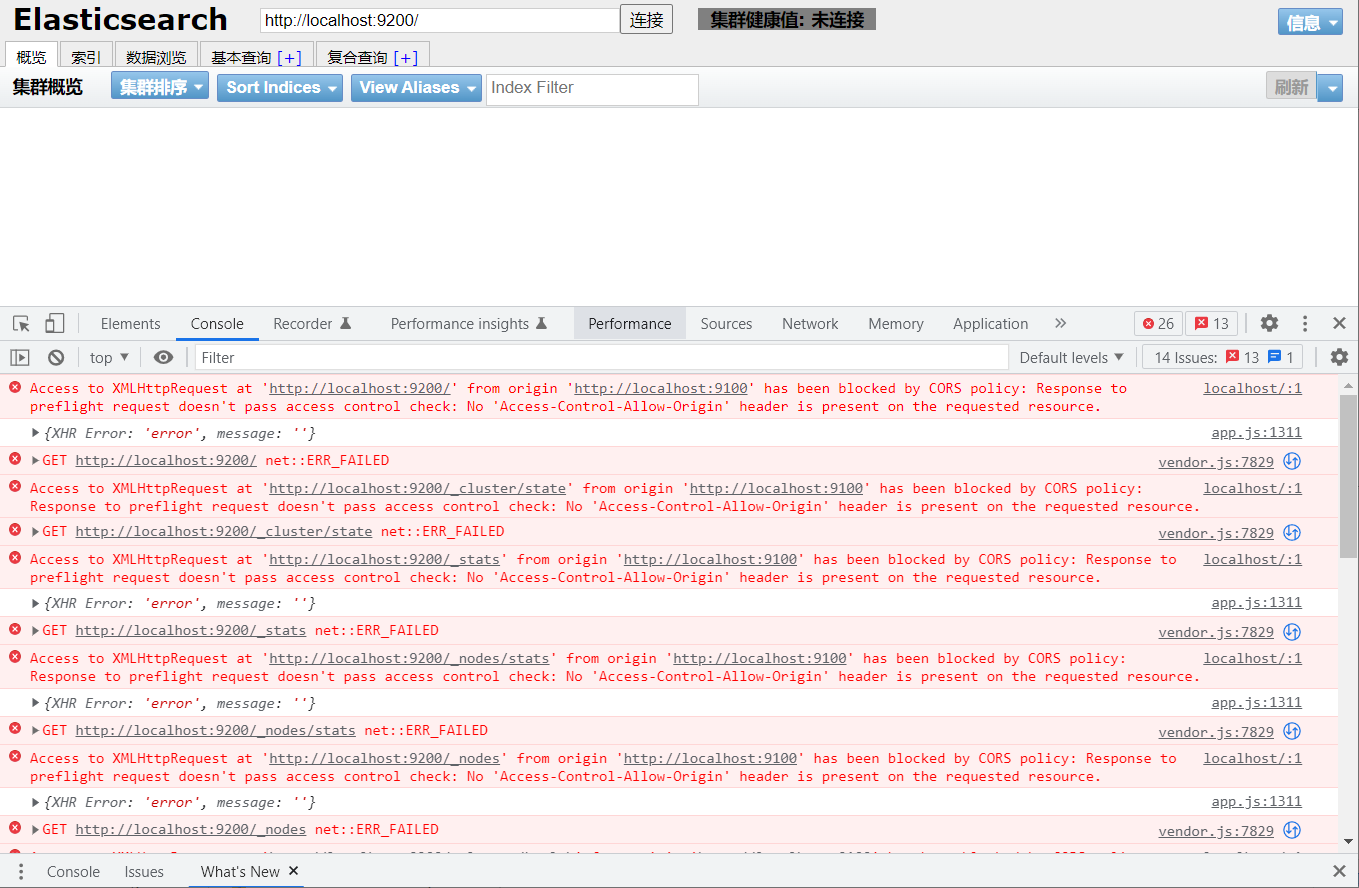 Elasticsearch http://localhost:9200/ 连接 集群健康值: 未连接 信息
概览 索引 数据浏览 基本查询 [+] 复合查询 [+]
集群概览 集群排序 Sort Indices View Aliases Index Filter 刷新
Elements Console Recorder Performance insights Performance Sources Network Memory Application 26 13
top Filter Default levels 14 Issues: 13 1
Access to XMLHttpRequest at 'http://localhost:9200/' from origin 'http://localhost:9100' has been blocked by CORS policy: Response to localhost/:1
preflight request doesn't pass access control check: No 'Access-Control-Allow-Origin' header is present on the requested resource.
{XHR Error: 'error', message: ''} app.js:1311
GET http://localhost:9200/ net::ERR_FAILED vendor.js:7829
Access to XMLHttpRequest at 'http://localhost:9200/_cluster/state' from origin 'http://localhost:9100' has been blocked by CORS policy: localhost/:1
Response to preflight request doesn't pass access control check: No 'Access-Control-Allow-Origin' header is present on the requested resource.
GET http://localhost:9200/_cluster/state net::ERR_FAILED vendor.js:7829
Access to XMLHttpRequest at 'http://localhost:9200/_stats' from origin 'http://localhost:9100' has been blocked by CORS policy: Response to localhost/:1
preflight request doesn't pass access control check: No 'Access-Control-Allow-Origin' header is present on the requested resource.
{XHR Error: 'error', message: ''} app.js:1311
GET http://localhost:9200/_stats net::ERR_FAILED vendor.js:7829
Access to XMLHttpRequest at 'http://localhost:9200/_nodes/stats' from origin 'http://localhost:9100' has been blocked by CORS policy: localhost/:1
Response to preflight request doesn't pass access control check: No 'Access-Control-Allow-Origin' header is present on the requested resource.
{XHR Error: 'error', message: ''} app.js:1311
GET http://localhost:9200/_nodes/stats net::ERR_FAILED vendor.js:7829
Access to XMLHttpRequest at 'http://localhost:9200/_nodes' from origin 'http://localhost:9100' has been blocked by CORS policy: Response to localhost/:1
preflight request doesn't pass access control check: No 'Access-Control-Allow-Origin' header is present on the requested resource.
{XHR Error: 'error', message: ''} app.js:1311
GET http://localhost:9200/_nodes net::ERR_FAILED vendor.js:7829
Console Issues What's New